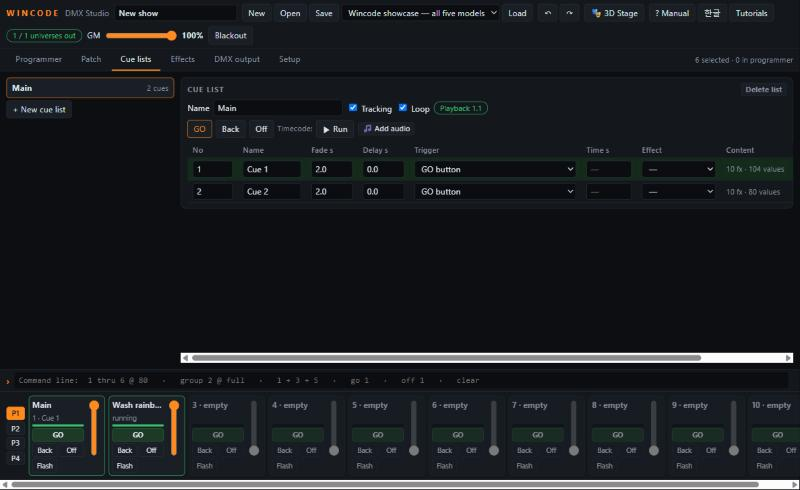 WINCODE DMX Studio New show New Open Save Wincode showcase — all five models Load ↶ ↷ 3D Stage ? Manual 한글 Tutorials
1 / 1 universes out GM 100% Blackout
Programmer Patch Cue lists Effects DMX output Setup 6 selected · 0 in programmer
Main 2 cues
+ New cue list
CUE LIST Delete list
Name Main Tracking Loop Playback 1.1
GO Back Off Timecode: ▶ Run 🎵 Add audio
No Name Fade s Delay s Trigger Time s Effect Content
1 Cue 1 2.0 0.0 GO button — — 10 fx · 104 values
2 Cue 2 2.0 0.0 GO button — — 10 fx · 80 values
› Command line: 1 thru 6 @ 80 · group 2 @ full · 1 + 3 + 5 · go 1 · off 1 · clear
P1 P2 P3 P4
Main
1 · Cue 1
GO
Back Off
Flash
Wash rainb...
running
GO
Back Off
Flash
3 · empty
GO
Back Off
Flash
4 · empty
GO
Back Off
Flash
5 · empty
GO
Back Off
Flash
6 · empty
GO
Back Off
Flash
7 · empty
GO
Back Off
Flash
8 · empty
GO
Back Off
Flash
9 · empty
GO
Back Off
Flash
10 · empty
GO
Back Off
Flash